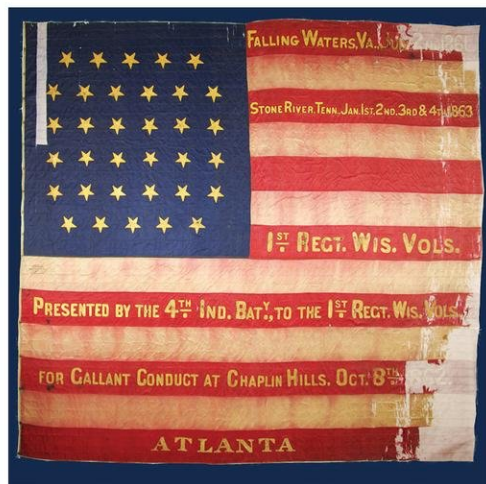 FALLING WATERS, VA., 1861
STONE RIVER, TENN. JAN. 1ST. 2ND. 3RD & 4TH. 1863
1ST REGT. WIS. VOLS.
PRESENTED BY THE 4TH IND. BATY., TO THE 1ST REGT. WIS. VOLS.
FOR GALLANT CONDUCT AT CHAPLIN HILLS. OCT. 8TH
ATLANTA